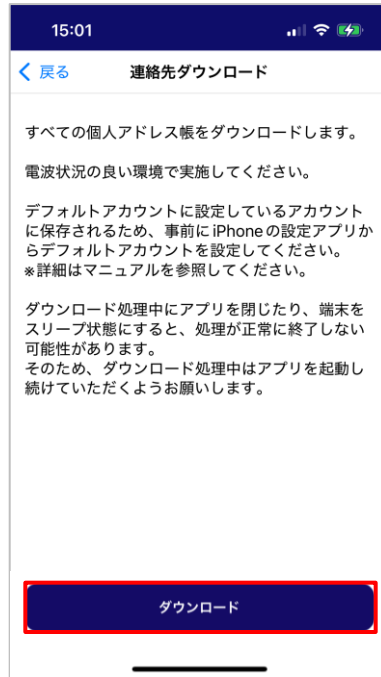 15:01
戻る 連絡先ダウンロード
すべての個人アドレス帳をダウンロードします。
電波状況の良い環境で実施してください。
デフォルトアカウントに設定しているアカウント
に保存されるため、事前にiPhoneの設定アプリか
らデフォルトアカウントを設定してください。
※詳細はマニュアルを参照してください。
ダウンロード処理中にアプリを閉じたり、端末を
スリープ状態にすると、処理が正常に終了しない
可能性があります。
そのため、ダウンロード処理中はアプリを起動し
続けていただくようお願いします。
ダウンロード